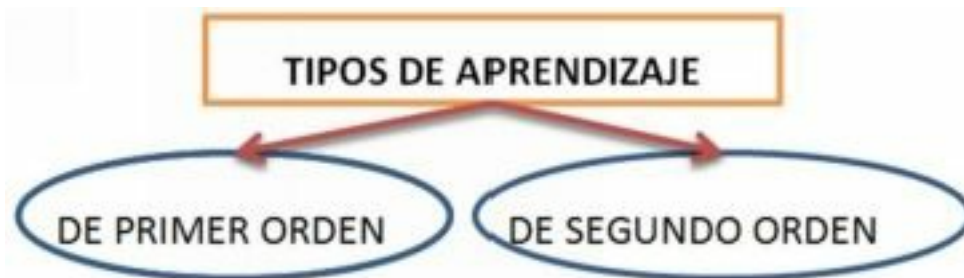 TIPOS DE APRENDIZAJE
DE PRIMER ORDEN
DE SEGUNDO ORDEN